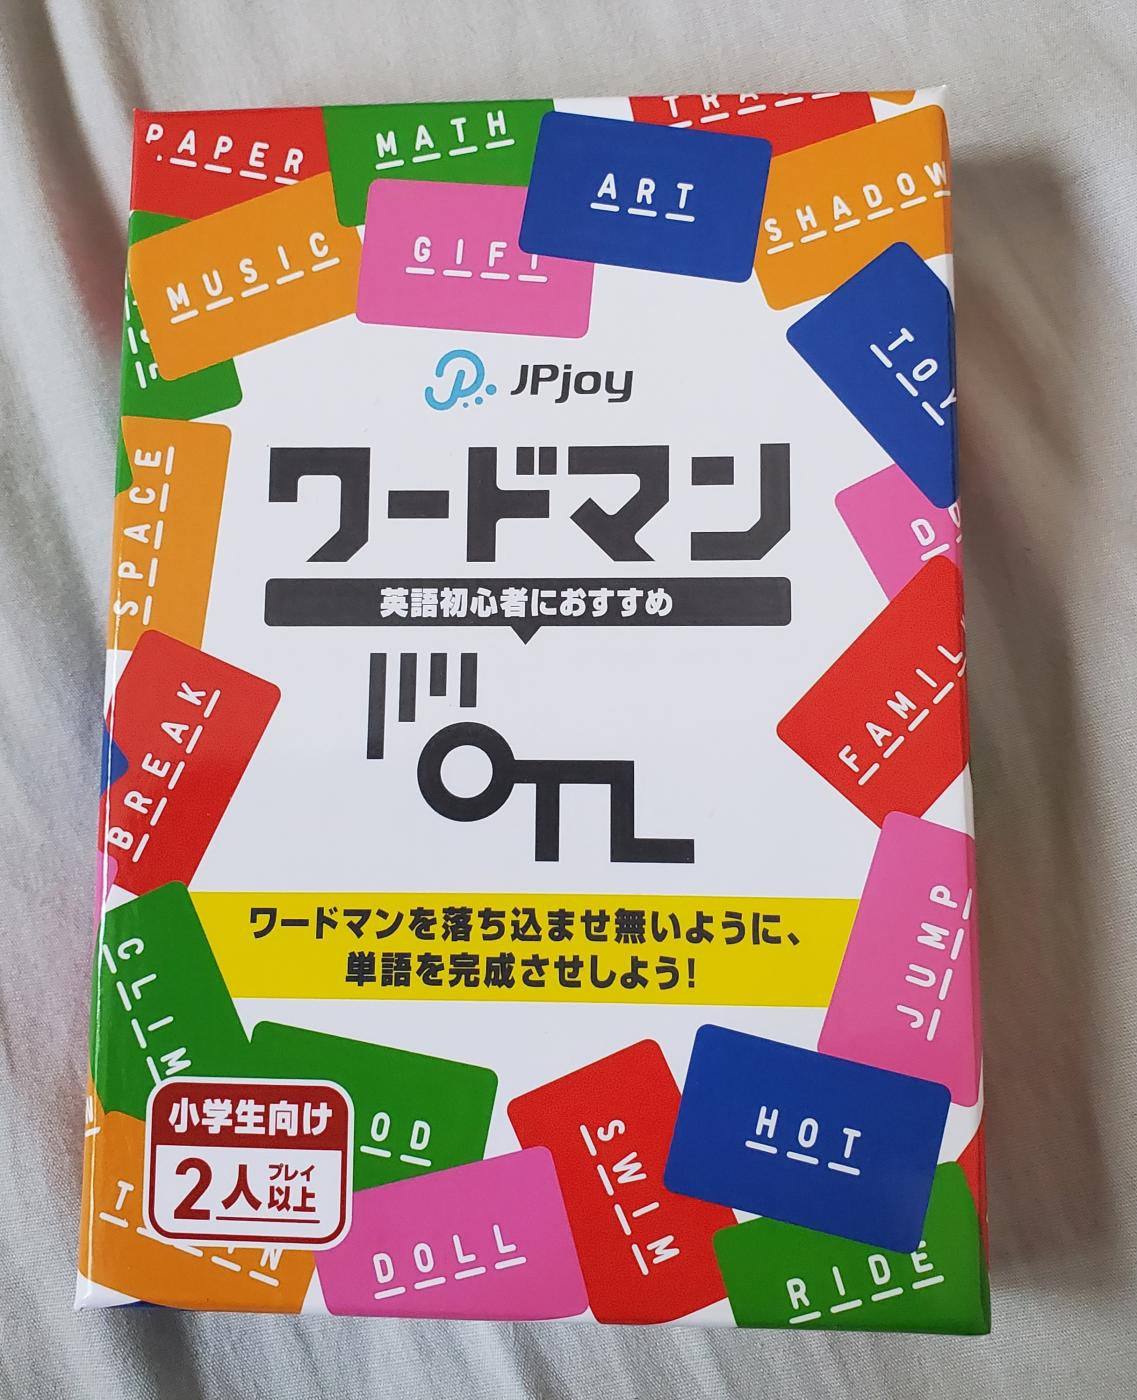 PAPER
MATH
ART
SHADOW
MUSIC
GIFT
TOY
JPjoy
ワードマン
英語初心者におすすめ
SPACE
FAMIL
BREAK
ワードマンを落ち込ませ無いように、
単語を完成させしよう!
JUMP
CLIM
小学生向け
2人プレイ以上
OD
SWIM
HOT
DOLL
RIDE